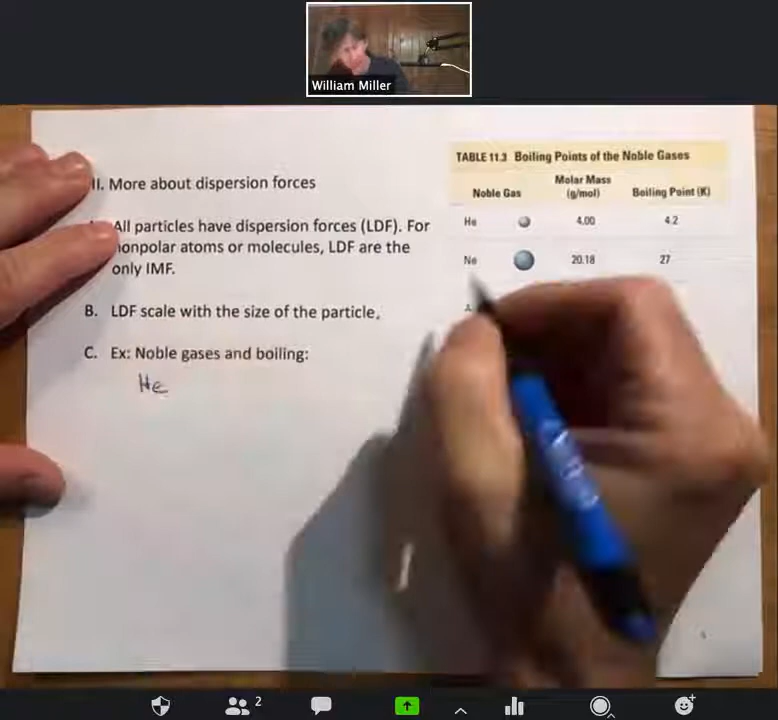 William Miller
II. More about dispersion forces
All particles have dispersion forces (LDF). For
nonpolar atoms or molecules, LDF are the
only IMF.
B. LDF scale with the size of the particle.
C. Ex: Noble gases and boiling:
He
TABLE 11.3 Boiling Points of the Noble Gases
Noble Gas Molar Mass (g/mol) Boiling Point (K)
He 4.00 4.2
Ne 20.18 27
2